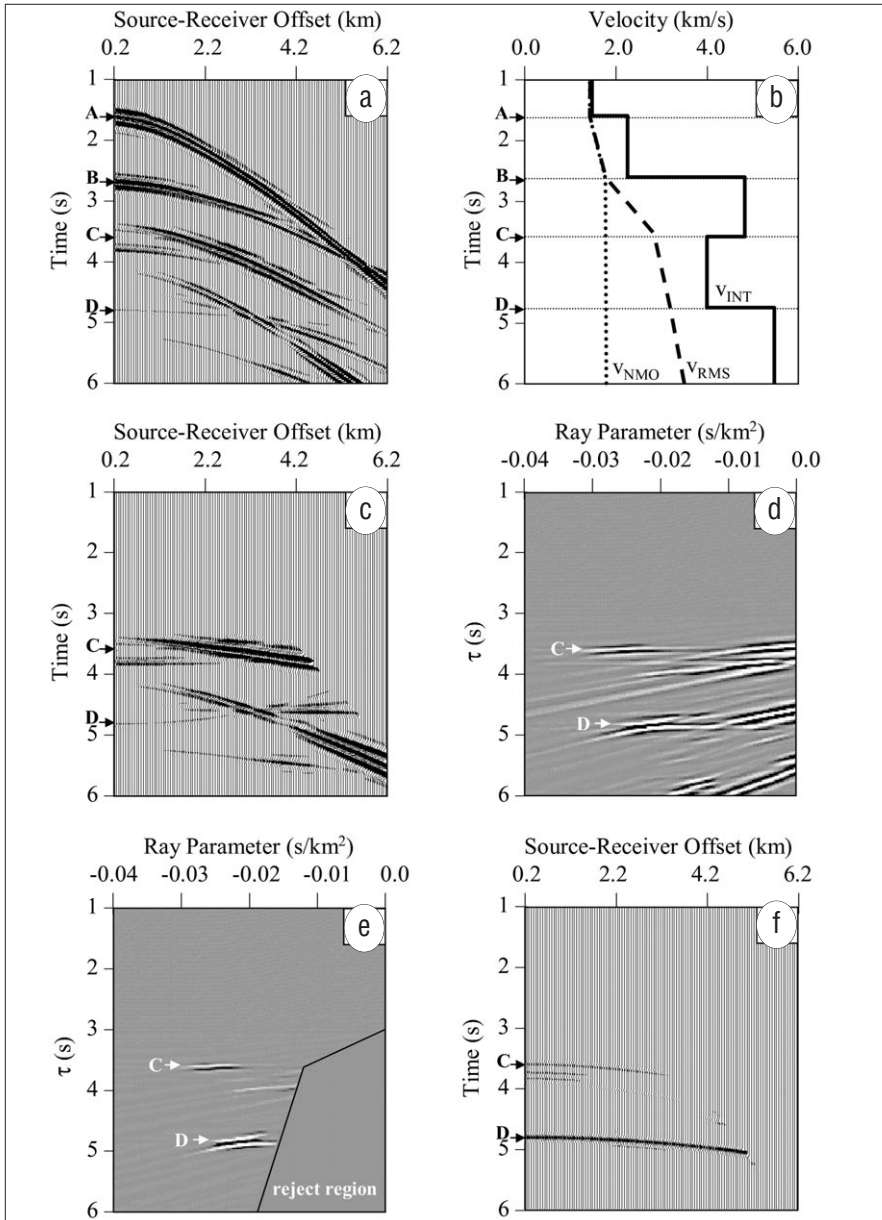 Source-Receiver Offset (km)
0.2 2.2 4.2 6.2
a
Time (s)
1
A
2
B
3
C
4
D
5
6
Velocity (km/s)
0.0 2.0 4.0 6.0
b
Time (s)
1
A
2
B
3
C
4
D
5
6
vINT
vNMO
vRMS
Source-Receiver Offset (km)
0.2 2.2 4.2 6.2
c
Time (s)
1
2
3
C
4
D
5
6
Ray Parameter (s/km²)
-0.04 -0.03 -0.02 -0.01 0.0
d
τ (s)
1
2
3
C
4
D
5
6
Ray Parameter (s/km²)
-0.04 -0.03 -0.02 -0.01 0.0
e
τ (s)
1
2
3
C
4
D
5
6
reject region
Source-Receiver Offset (km)
0.2 2.2 4.2 6.2
f
Time (s)
1
2
3
C
4
D
5
6